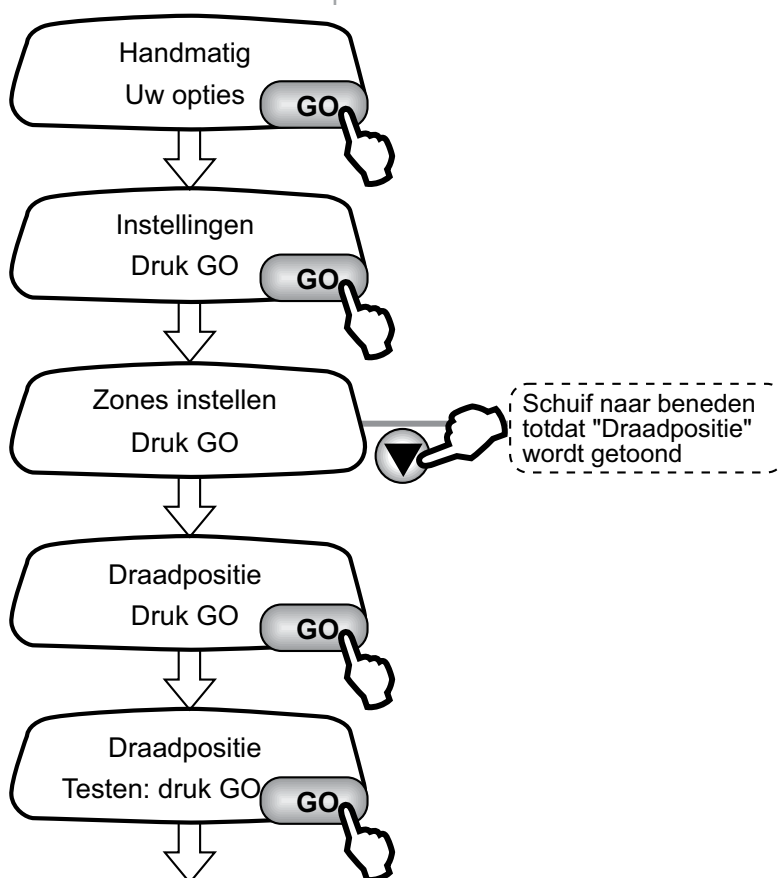 Handmatig
Uw opties
GO
Instellingen
Druk GO
GO
Zones instellen
Druk GO
Schuif naar beneden
totdat "Draadpositie"
wordt getoond
Draadpositie
Druk GO
GO
Draadpositie
Testen: druk GO
GO